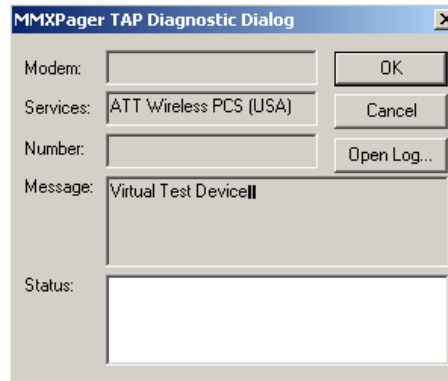 MMXPager TAP Diagnostic Dialog
Modem:
OK
Services: ATT Wireless PCS (USA)
Cancel
Number:
Open Log...
Message: Virtual Test Device
Status: